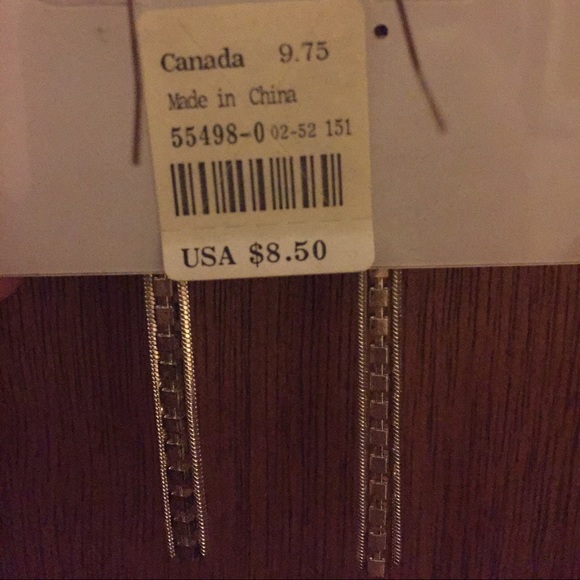 Canada 9.75
Made in China
55498-0 02-52 151
USA $8.50